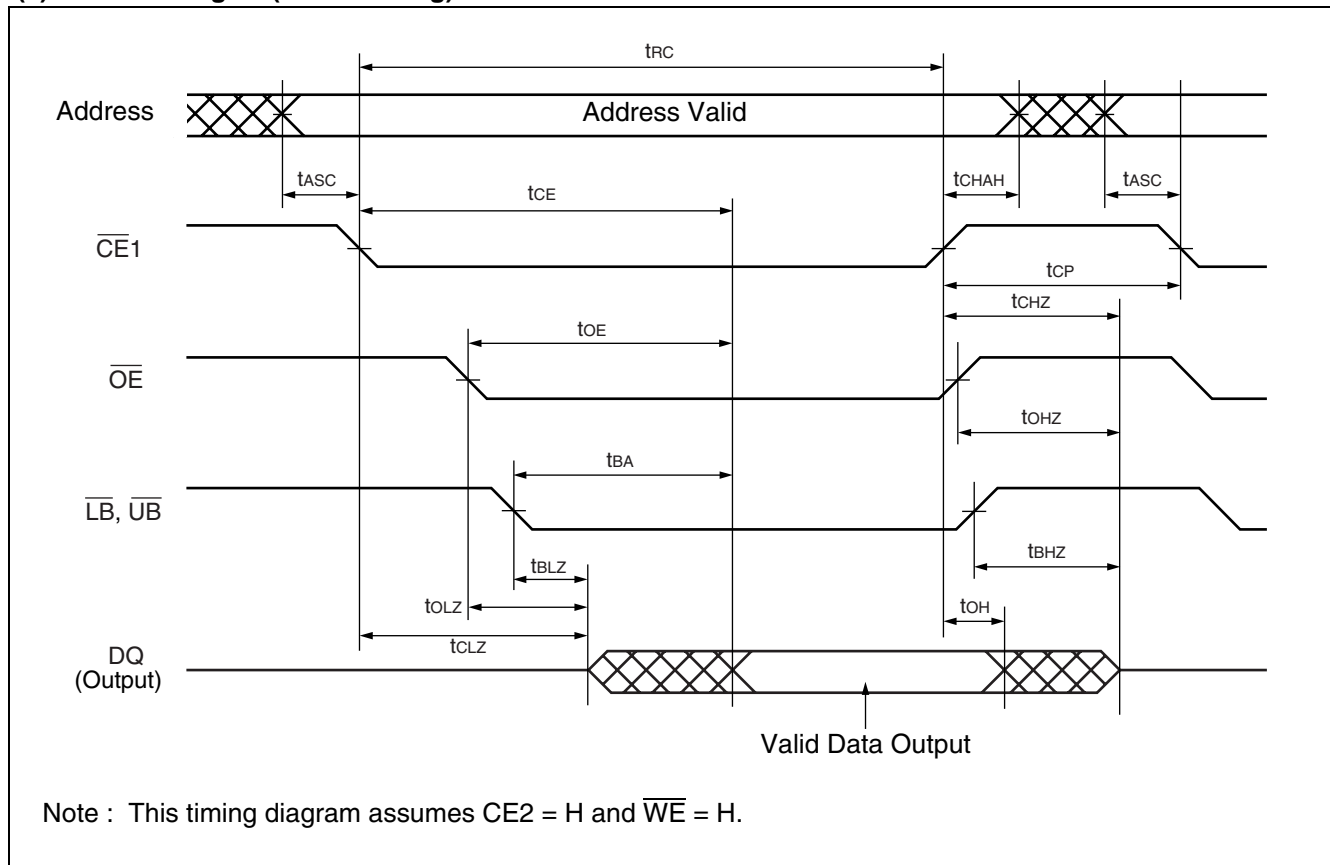 tRC
Address
Address Valid
tASC
tCE
tCHAH
tASC
CE1
tCP
tCHZ
tOE
OE
tOHZ
tBA
LB, UB
tBLZ
tBHZ
tOLZ
tOH
tCLZ
DQ
(Output)
Valid Data Output
Note : This timing diagram assumes CE2 = H and WE = H.